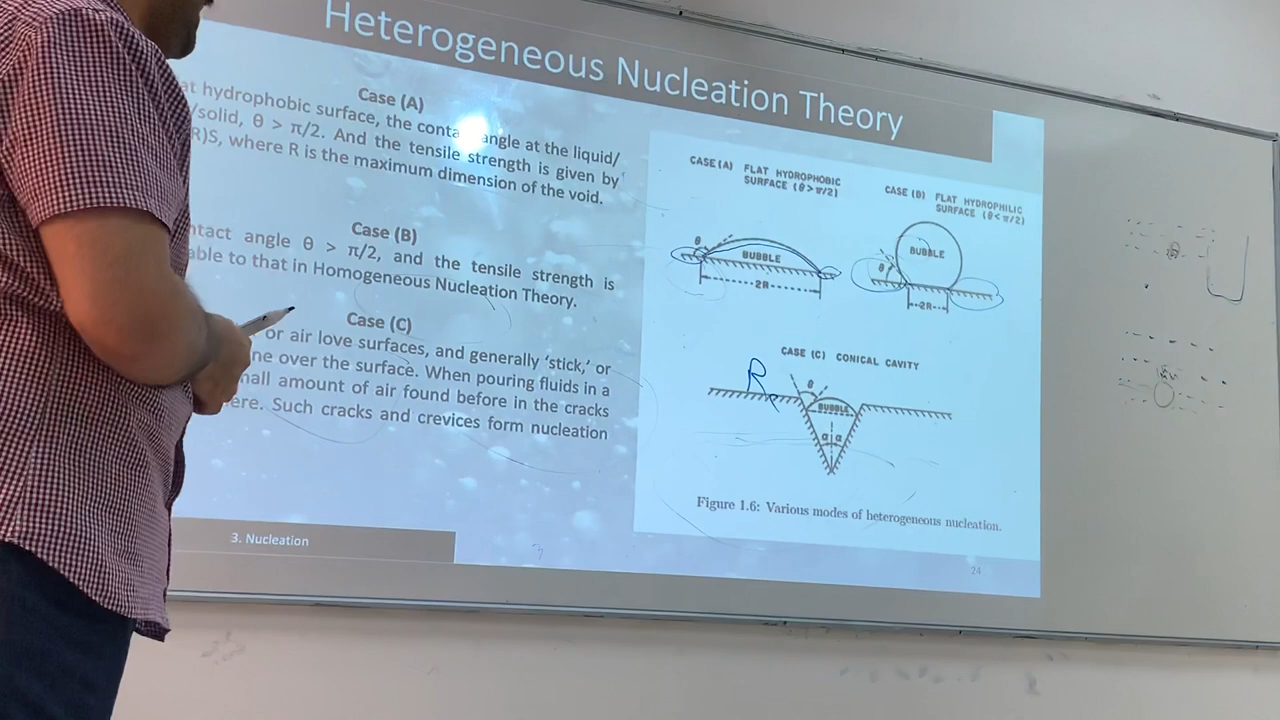 Heterogeneous Nucleation Theory
Case (A)
at hydrophobic surface, the conta angle at the liquid/
/solid, θ > π/2. And the tensile strength is given by
R)S, where R is the maximum dimension of the void.
Case (B)
ntact angle θ > π/2, and the tensile strength is
able to that in Homogeneous Nucleation Theory.
Case (C)
or air love surfaces, and generally 'stick,' or
ne over the surface. When pouring fluids in a
mall amount of air found before in the cracks
ere. Such cracks and crevices form nucleation
3. Nucleation
CASE (A) FLAT HYDROPHOBIC
SURFACE (θ > π/2)
θ
BUBBLE
2R
CASE (B) FLAT HYDROPHILIC
SURFACE (θ < π/2)
BUBBLE
θ
2R
CASE (C) CONICAL CAVITY
R
θ
BUBBLE
α α
Figure 1.6: Various modes of heterogeneous nucleation.
24